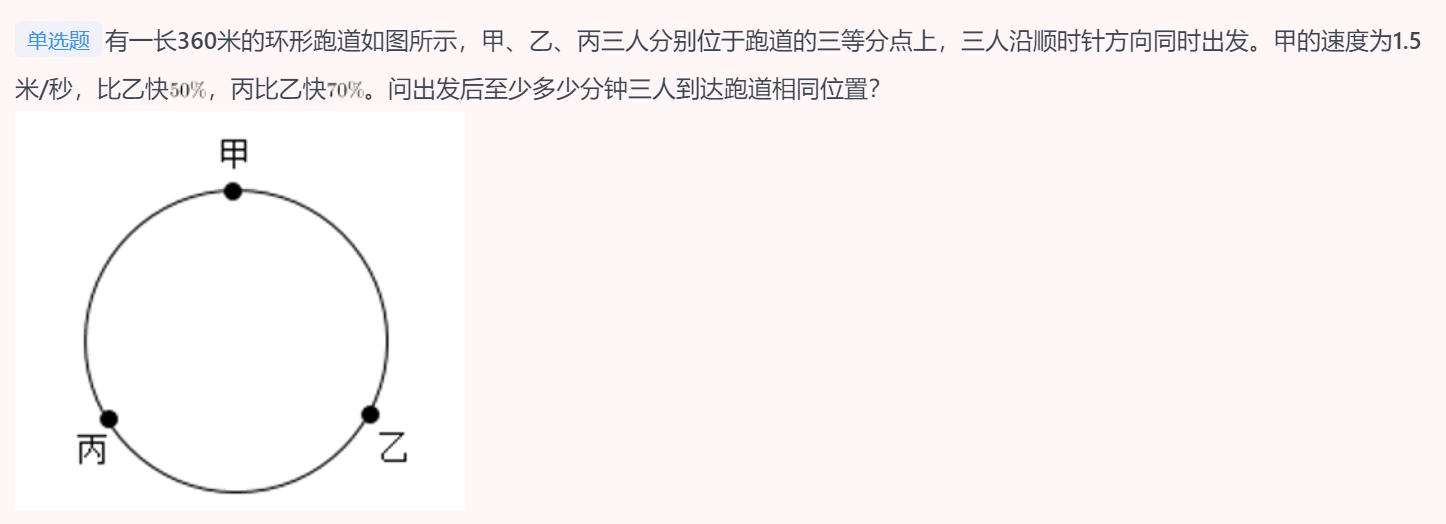 单选题 有一长360米的环形跑道如图所示，甲、乙、丙三人分别位于跑道的三等分点上，三人沿顺时针方向同时出发。甲的速度为1.5
米/秒，比乙快50%，丙比乙快70%。问出发后至少多少分钟三人到达跑道相同位置？
甲
丙
乙